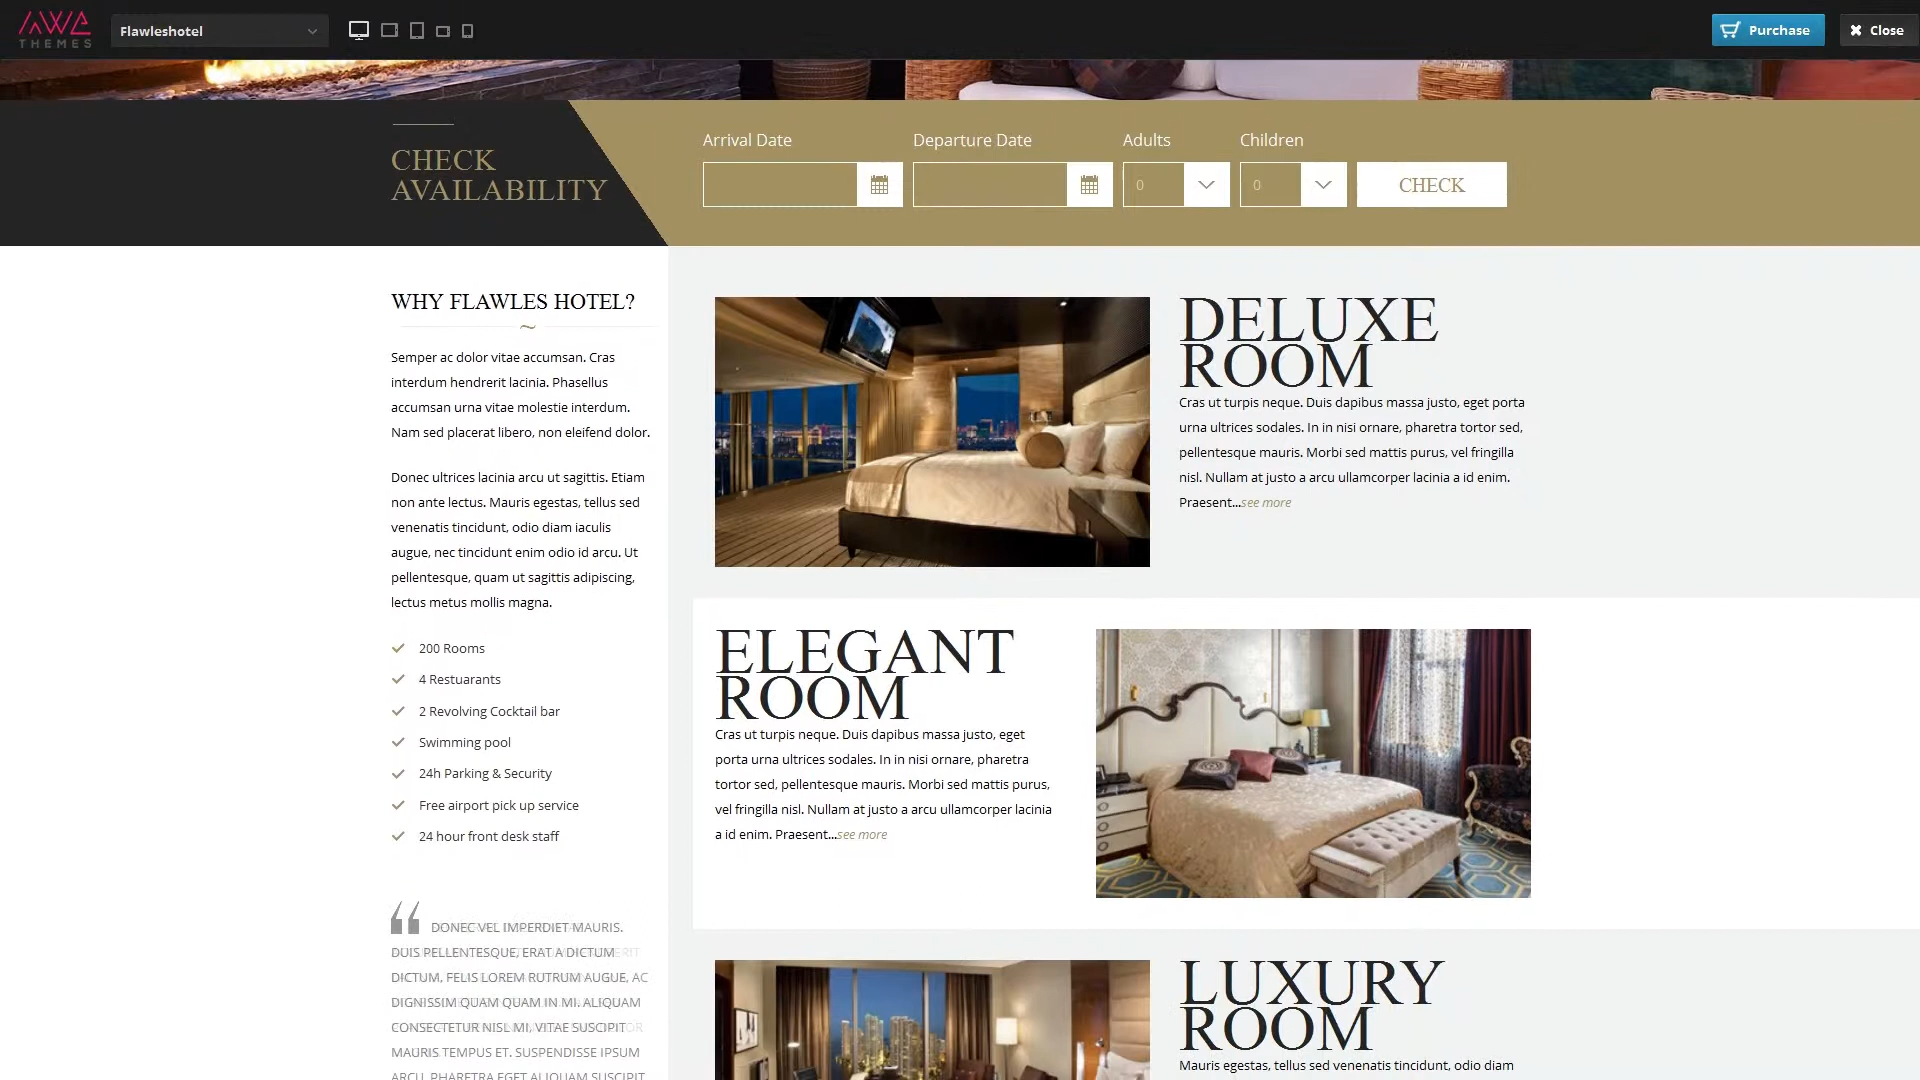 AWE
THEMES
Flawleshotel
Purchase
Close
CHECK
AVAILABILITY
Arrival Date
Departure Date
Adults
Children
0
0
CHECK
WHY FLAWLES HOTEL?
~
Semper ac dolor vitae accumsan. Cras
interdum hendrerit lacinia. Phasellus
accumsan urna vitae molestie interdum.
Nam sed placerat libero, non eleifend dolor.
Donec ultrices lacinia arcu ut sagittis. Etiam
non ante lectus. Mauris egestas, tellus sed
venenatis tincidunt, odio diam iaculis
augue, nec tincidunt enim odio id arcu. Ut
pellentesque, quam ut sagittis adipiscing,
lectus metus mollis magna.
200 Rooms
4 Restuarants
2 Revolving Cocktail bar
Swimming pool
24h Parking & Security
Free airport pick up service
24 hour front desk staff
DONEC VEL IMPERDIET MAURIS.
DUIS PELLENTESQUE, ERAT A DICTUM
DICTUM, FELIS LOREM RUTRUM AUGUE, AC
DIGNISSIM QUAM QUAM IN MI. ALIQUAM
CONSECTETUR NISL MI, VITAE SUSCIPIT
MAURIS TEMPUS ET. SUSPENDISSE IPSUM
ARCU, PHARETRA EGET ALIQUAM SUSCIPIT,
DELUXE
ROOM
Cras ut turpis neque. Duis dapibus massa justo, eget porta
urna ultrices sodales. In in nisi ornare, pharetra tortor sed,
pellentesque mauris. Morbi sed mattis purus, vel fringilla
nisl. Nullam at justo a arcu ullamcorper lacinia a id enim.
Praesent...see more
ELEGANT
ROOM
Cras ut turpis neque. Duis dapibus massa justo, eget
porta urna ultrices sodales. In in nisi ornare, pharetra
tortor sed, pellentesque mauris. Morbi sed mattis purus,
vel fringilla nisl. Nullam at justo a arcu ullamcorper lacinia
a id enim. Praesent...see more
LUXURY
ROOM
Mauris egestas, tellus sed venenatis tincidunt, odio diam